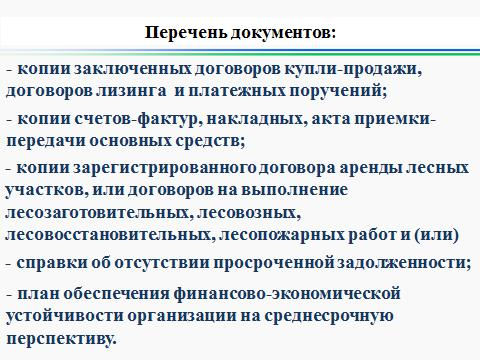 Перечень документов:
- копии заключенных договоров купли-продажи,
договоров лизинга и платежных поручений;
- копии счетов-фактур, накладных, акта приемки-
передачи основных средств;
- копии зарегистрированного договора аренды лесных
участков, или договоров на выполнение
лесозаготовительных, лесовозных,
лесовосстановительных, лесопожарных работ и (или)
- справки об отсутствии просроченной задолженности;
- план обеспечения финансово-экономической
устойчивости организации на среднесрочную
перспективу.